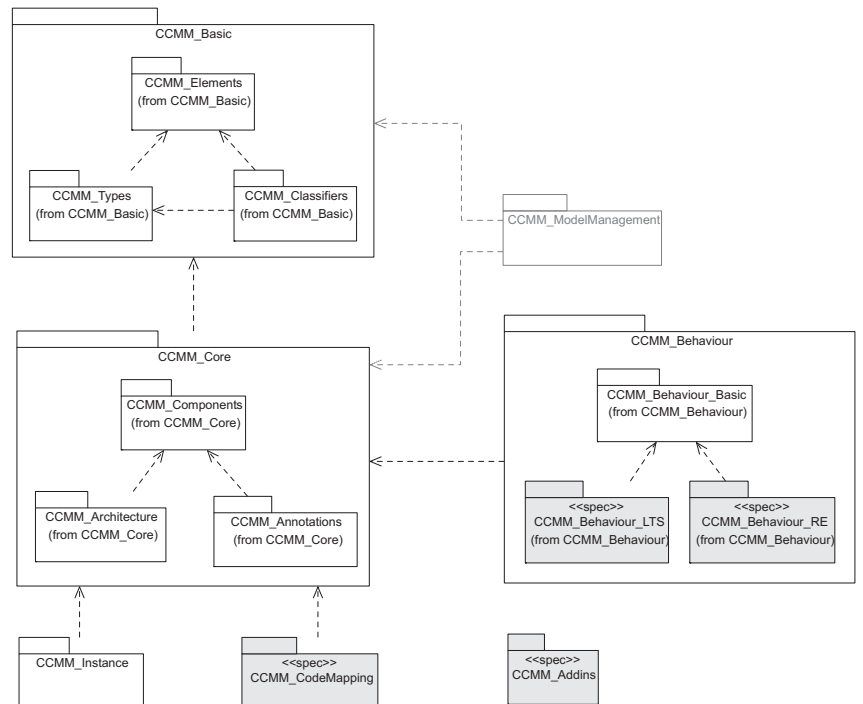 CCMM_Basic
CCMM_Elements
(from CCMM_Basic)
CCMM_Types
(from CCMM_Basic)
CCMM_Classifiers
(from CCMM_Basic)
CCMM_ModelManagement
CCMM_Core
CCMM_Components
(from CCMM_Core)
CCMM_Architecture
(from CCMM_Core)
CCMM_Annotations
(from CCMM_Core)
CCMM_Behaviour
CCMM_Behaviour_Basic
(from CCMM_Behaviour)
<<spec>>
CCMM_Behaviour_LTS
(from CCMM_Behaviour)
<<spec>>
CCMM_Behaviour_RE
(from CCMM_Behaviour)
CCMM_Instance
<<spec>>
CCMM_CodeMapping
<<spec>>
CCMM_Addins